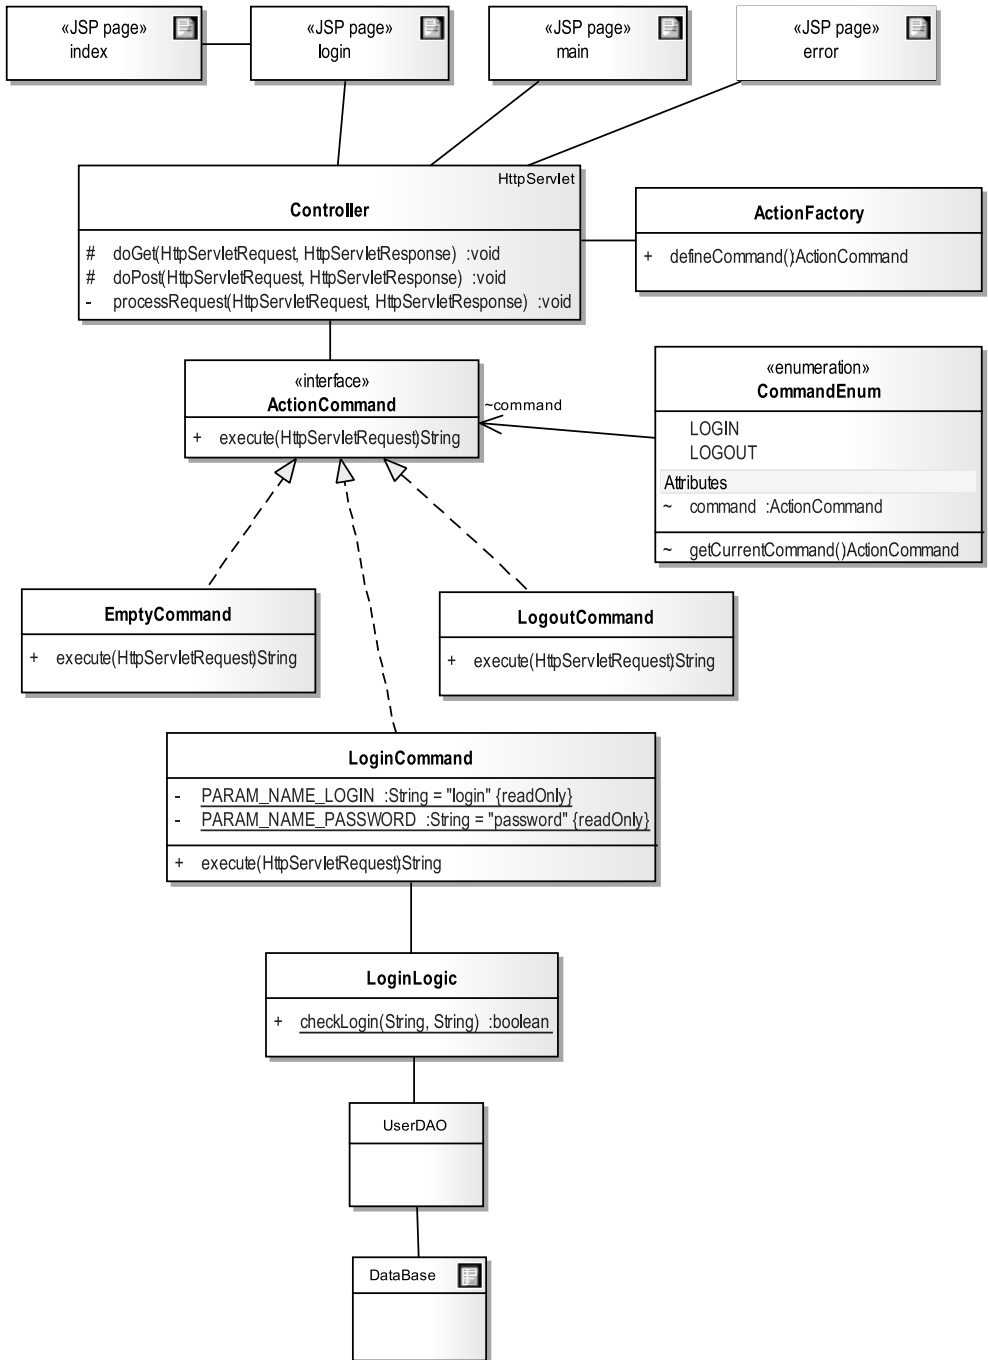 «JSP page»
index
«JSP page»
login
«JSP page»
main
«JSP page»
error
HttpServlet
Controller
# doGet(HttpServletRequest, HttpServletResponse) :void
# doPost(HttpServletRequest, HttpServletResponse) :void
- processRequest(HttpServletRequest, HttpServletResponse) :void
ActionFactory
+ defineCommand():ActionCommand
«interface»
ActionCommand
+ execute(HttpServletRequest)String
~command
«enumeration»
CommandEnum
LOGIN
LOGOUT
Attributes
~ command :ActionCommand
~ getCurrentCommand()ActionCommand
EmptyCommand
+ execute(HttpServletRequest)String
LogoutCommand
+ execute(HttpServletRequest)String
LoginCommand
- PARAM_NAME_LOGIN :String = "login" {readOnly}
- PARAM_NAME_PASSWORD :String = "password" {readOnly}
+ execute(HttpServletRequest)String
LoginLogic
+ checkLogin(String, String) :boolean
UserDAO
DataBase